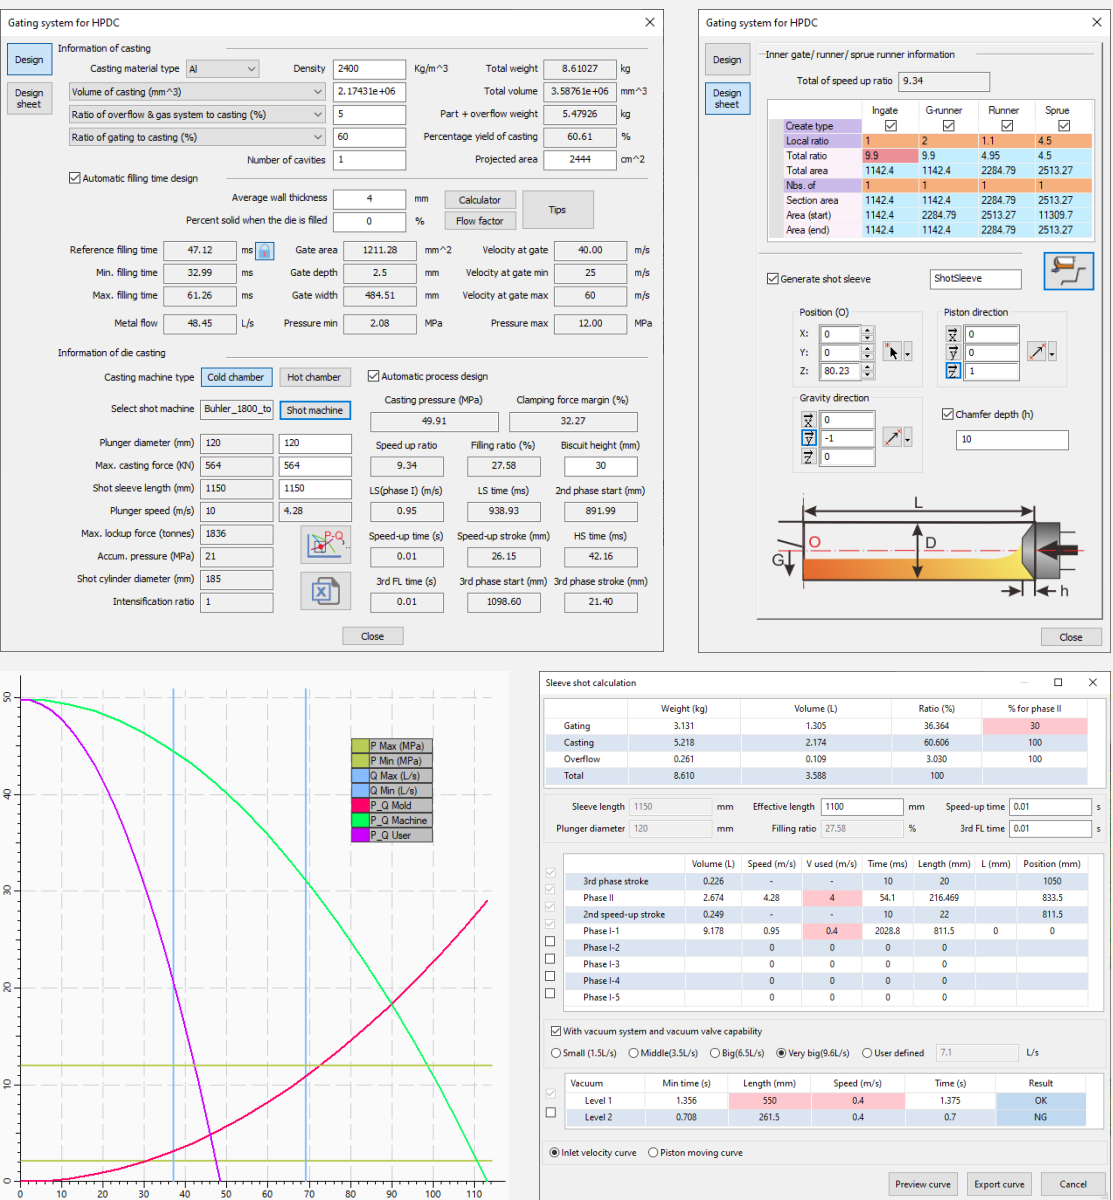 Gating system for HPDC
Design
Design sheet
Information of casting
Casting material type Al Density 2400 Kg/m^3 Total weight 8.61027 kg
Volume of casting (mm^3) 2.17431e+06 Total volume 3.58761e+06 mm^3
Ratio of overflow & gas system to casting (%) 5 Part + overflow weight 5.47926 kg
Ratio of gating to casting (%) 60 Percentage yield of casting 60.61 %
Number of cavities 1 Projected area 2444 cm^2
Automatic filling time design
Average wall thickness 4 mm Calculator Tips
Percent solid when the die is filled 0 % Flow factor
Reference filling time 47.12 ms Gate area 1211.28 mm^2 Velocity at gate 40.00 m/s
Min. filling time 32.99 ms Gate depth 2.5 mm Velocity at gate min 25 m/s
Max. filling time 61.26 ms Gate width 484.51 mm Velocity at gate max 60 m/s
Metal flow 48.45 L/s Pressure min 2.08 MPa Pressure max 12.00 MPa
Information of die casting
Casting machine type Cold chamber Hot chamber Automatic process design
Select shot machine Buhler_1800_to Shot machine
Casting pressure (MPa) Clamping force margin (%)
49.91 32.27
Plunger diameter (mm) 120 120
Max. casting force (KN) 564 564
Shot sleeve length (mm) 1150 1150
Plunger speed (m/s) 10 4.28
Max. lockup force (tonnes) 1836
Accum. pressure (MPa) 21
Shot cylinder diameter (mm) 185
Intensification ratio 1
P-Q
X
Speed up ratio Filling ratio (%) Biscuit height (mm)
9.34 27.58 30
LS(phase I) (m/s) LS time (ms) 2nd phase start (mm)
0.95 938.93 891.99
Speed-up time (s) Speed-up stroke (mm) HS time (ms)
0.01 26.15 42.16
3rd FL time (s) 3rd phase start (mm) 3rd phase stroke (mm)
0.01 1098.60 21.40
Close
Gating system for HPDC
Design
Design sheet
Inner gate/ runner/ sprue runner information
Total of speed up ratio 9.34
Ingate G-runner Runner Sprue
Create type
Local ratio 1 2 1.1 4.5
Total ratio 9.9 9.9 4.95 4.5
Total area 1142.4 1142.4 2284.79 2513.27
Nbs. of 1 1 1 1
Section area 1142.4 1142.4 2284.79 2513.27
Area (start) 1142.4 2284.79 2513.27 11309.7
Area (end) 1142.4 1142.4 2284.79 2513.27
Generate shot sleeve ShotSleeve
Position (O)
X: 0
Y: 0
Z: 80.23
Piston direction
X 0
Y 0
Z 1
Gravity direction
X 0
Y -1
Z 0
Chamfer depth (h)
10
L
O
D
G
h
Close
50
40
30
20
10
0
0 10 20 30 40 50 60 70 80 90 100 110
P Max (MPa)
P Min (MPa)
Q Max (L/s)
Q Min (L/s)
P_Q Mold
P_Q Machine
P_Q User
Sleeve shot calculation
Weight (kg) Volume (L) Ratio (%) % for phase II
Gating 3.131 1.305 36.364 30
Casting 5.218 2.174 60.606 100
Overflow 0.261 0.109 3.030 100
Total 8.610 3.588 100
Sleeve length 1150 mm Effective length 1100 mm Speed-up time 0.01 s
Plunger diameter 120 mm Filling ratio 27.58 % 3rd FL time 0.01 s
Volume (L) Speed (m/s) V used (m/s) Time (ms) Length (mm) L (mm) Position (mm)
3rd phase stroke 0.226 - - 10 20 1050
Phase II 2.674 4.28 4 54.1 216.469 833.5
2nd speed-up stroke 0.249 - - 10 22 811.5
Phase I-1 9.178 0.95 0.4 2028.8 811.5 0 0
Phase I-2 0 0 0 0
Phase I-3 0 0 0 0
Phase I-4 0 0 0 0
Phase I-5 0 0 0 0
With vacuum system and vacuum valve capability
Small (1.5L/s) Middle(3.5L/s) Big(6.5L/s) Very big(9.6L/s) User defined 7.1 L/s
Vacuum Min time (s) Length (mm) Speed (m/s) Time (s) Result
Level 1 1.356 550 0.4 1.375 OK
Level 2 0.708 261.5 0.4 0.7 NG
Inlet velocity curve Piston moving curve
Preview curve Export curve Cancel